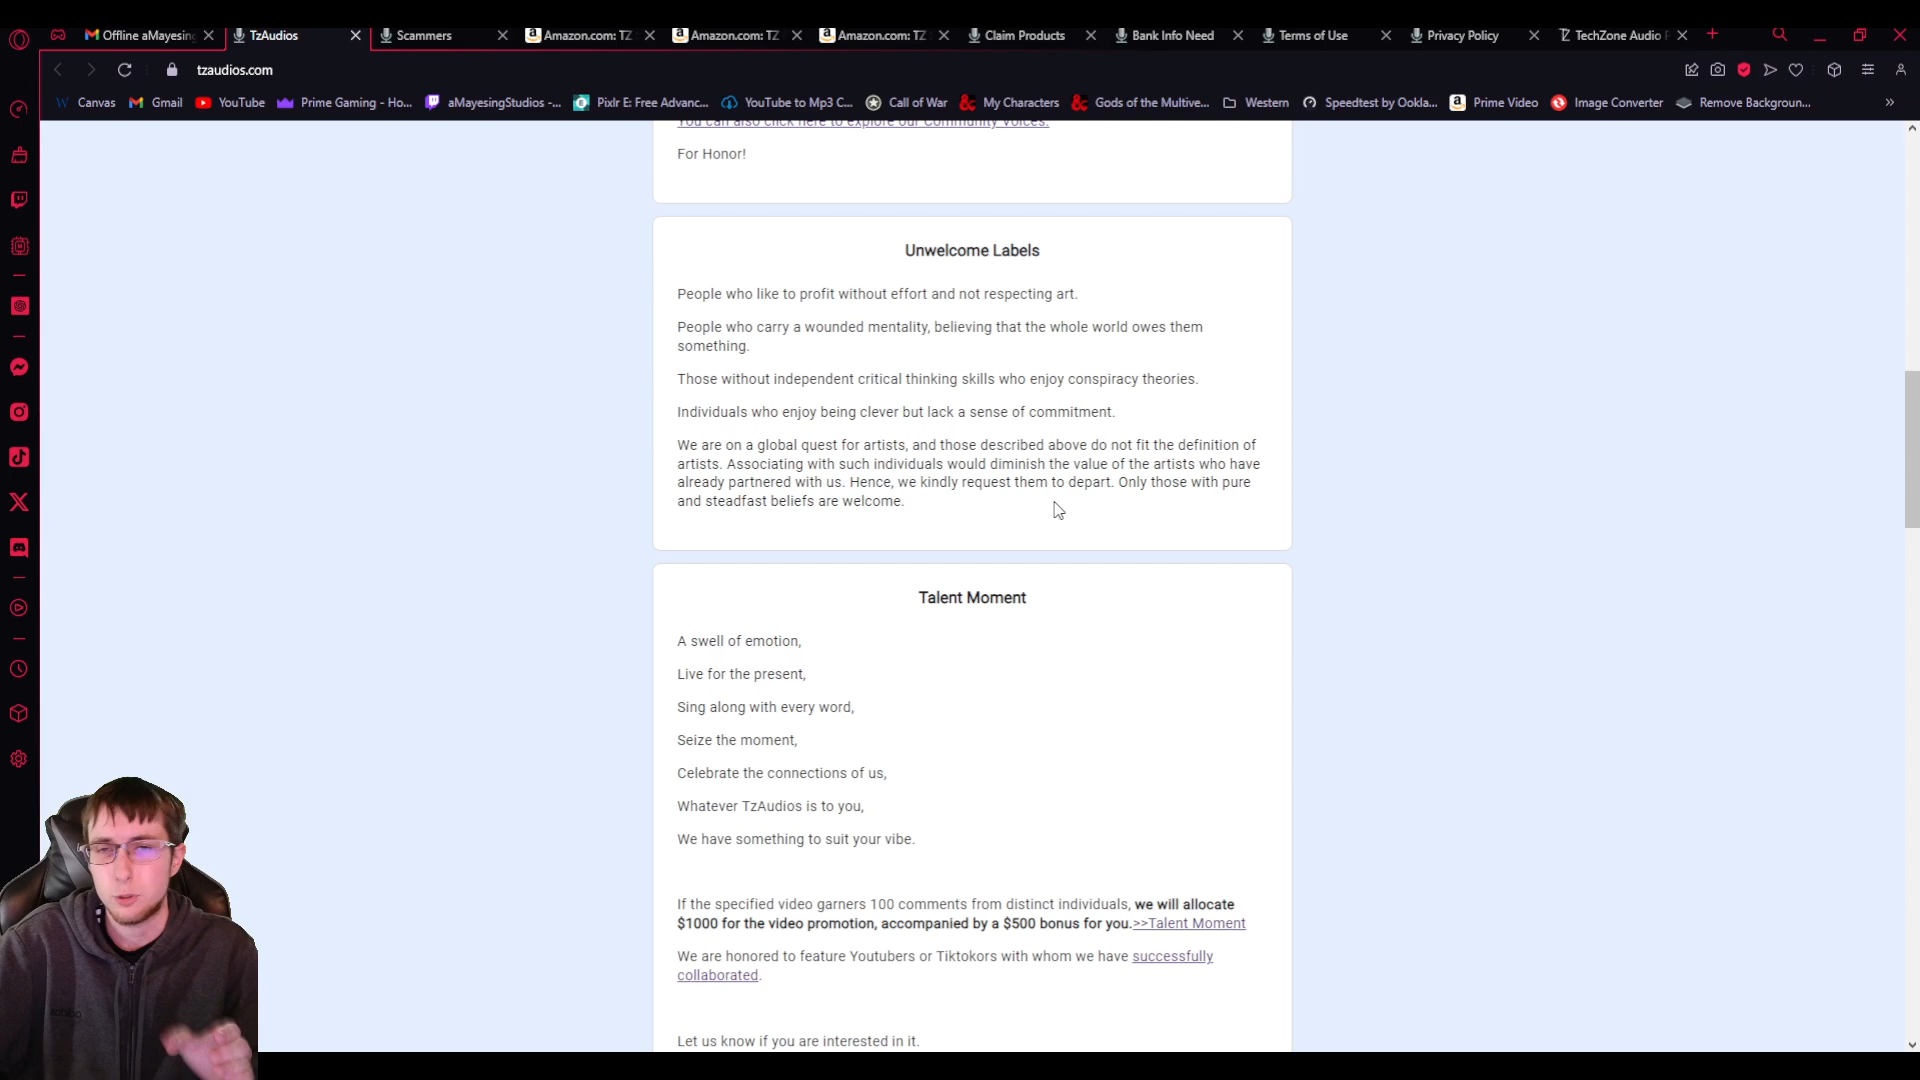 Offline aMayesing
TzAudios
Scammers
Amazon.com: TZ
Amazon.com: TZ
Amazon.com: TZ
Claim Products
Bank Info Need
Terms of Use
Privacy Policy
TechZone Audio P
tzaudios.com
Canvas
Gmail
YouTube
Prime Gaming - Ho...
aMayesingStudios -...
Pixlr E: Free Advanc...
YouTube to Mp3 C...
Call of War
My Characters
Gods of the Multive...
Western
Speedtest by Ookla...
Prime Video
Image Converter
Remove Backgroun...
You can also click here to explore our Community Voices.
For Honor!
Unwelcome Labels
People who like to profit without effort and not respecting art.
People who carry a wounded mentality, believing that the whole world owes them
something.
Those without independent critical thinking skills who enjoy conspiracy theories.
Individuals who enjoy being clever but lack a sense of commitment.
We are on a global quest for artists, and those described above do not fit the definition of
artists. Associating with such individuals would diminish the value of the artists who have
already partnered with us. Hence, we kindly request them to depart. Only those with pure
and steadfast beliefs are welcome.
Talent Moment
A swell of emotion,
Live for the present,
Sing along with every word,
Seize the moment,
Celebrate the connections of us,
Whatever TzAudios is to you,
We have something to suit your vibe.
If the specified video garners 100 comments from distinct individuals, we will allocate
$1000 for the video promotion, accompanied by a $500 bonus for you.>>Talent Moment
We are honored to feature Youtubers or Tiktokors with whom we have successfully
collaborated.
Let us know if you are interested in it.